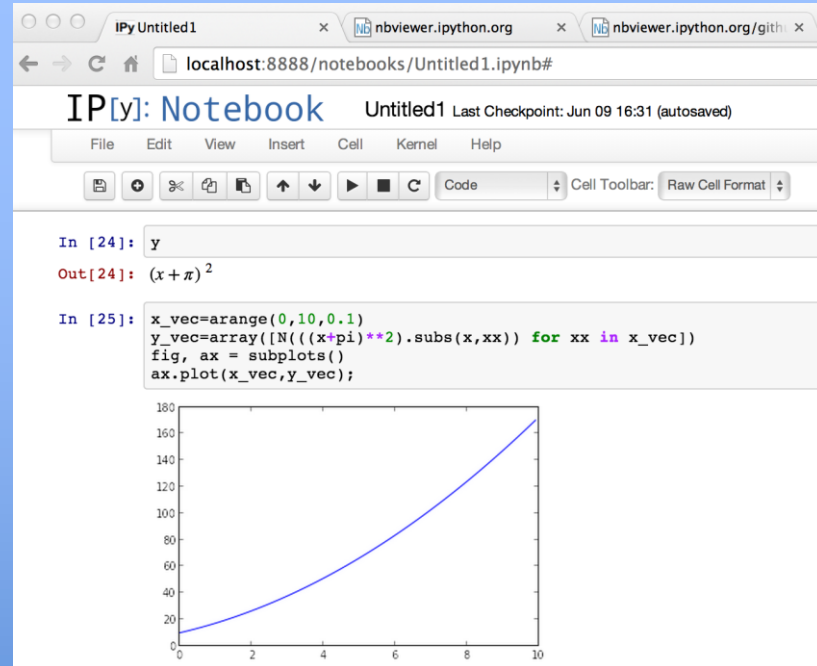 IPy Untitled1 × nbviewer.ipython.org × nbviewer.ipython.org/gith ×
localhost:8888/notebooks/Untitled1.ipynb#
IP[y]: Notebook Untitled1 Last Checkpoint: Jun 09 16:31 (autosaved)
File Edit View Insert Cell Kernel Help
Code Cell Toolbar: Raw Cell Format
In [24]: y
Out[24]: (x + π)²
In [25]: x_vec=arange(0,10,0.1)
y_vec=array([N(((x+pi)**2).subs(x,xx)) for xx in x_vec])
fig, ax = subplots()
ax.plot(x_vec,y_vec);
180
160
140
120
100
80
60
40
20
0
0 2 4 6 8 10